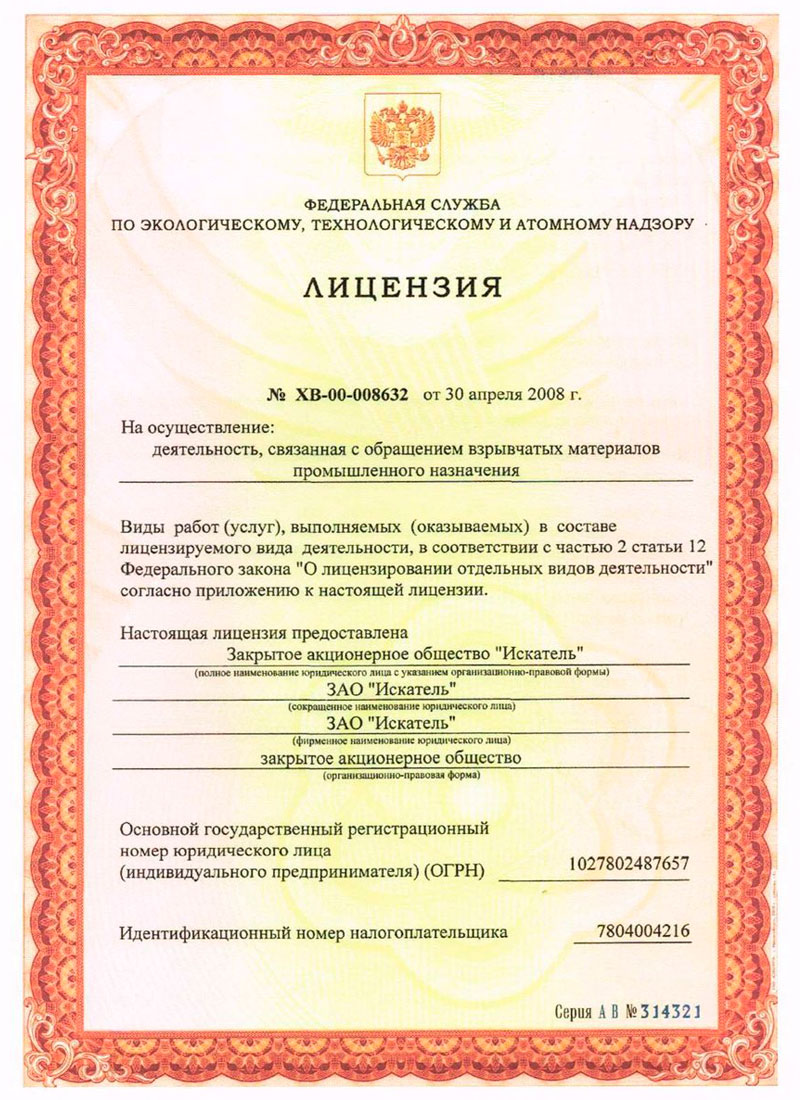 ФЕДЕРАЛЬНАЯ СЛУЖБА
ПО ЭКОЛОГИЧЕСКОМУ, ТЕХНОЛОГИЧЕСКОМУ И АТОМНОМУ НАДЗОРУ
ЛИЦЕНЗИЯ
№ ХВ-00-008632 от 30 апреля 2008 г.
На осуществление:
деятельность, связанная с обращением взрывчатых материалов
промышленного назначения
Виды работ (услуг), выполняемых (оказываемых) в составе
лицензируемого вида деятельности, в соответствии с частью 2 статьи 12
Федерального закона "О лицензировании отдельных видов деятельности"
согласно приложению к настоящей лицензии.
Настоящая лицензия предоставлена
Закрытое акционерное общество "Искатель"
(полное наименование юридического лица с указанием организационно-правовой формы)
ЗАО "Искатель"
(сокращенное наименование юридического лица)
ЗАО "Искатель"
(фирменное наименование юридического лица)
закрытое акционерное общество
(организационно-правовая форма)
Основной государственный регистрационный
номер юридического лица
(индивидуального предпринимателя) (ОГРН) 1027802487657
Идентификационный номер налогоплательщика 7804004216
Серия А В №314321